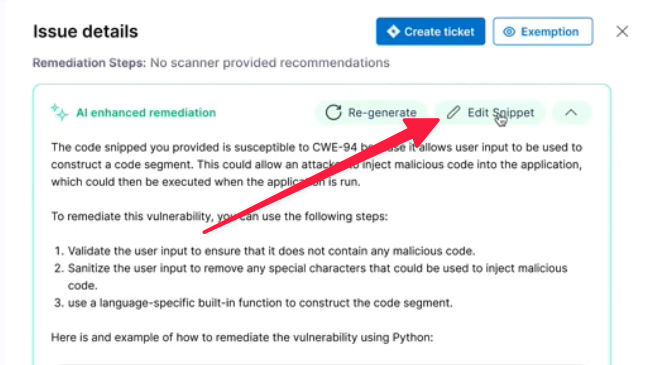 Issue details
Create ticket
Exemption
Remediation Steps: No scanner provided recommendations
AI enhanced remediation
Re-generate
Edit Snippet
The code snipped you provided is susceptible to CWE-94 because it allows user input to be used to
construct a code segment. This could allow an attacker to inject malicious code into the application,
which could then be executed when the application is run.
To remediate this vulnerability, you can use the following steps:
1. Validate the user input to ensure that it does not contain any malicious code.
2. Sanitize the user input to remove any special characters that could be used to inject malicious
code.
3. use a language-specific built-in function to construct the code segment.
Here is and example of how to remediate the vulnerability using Python: